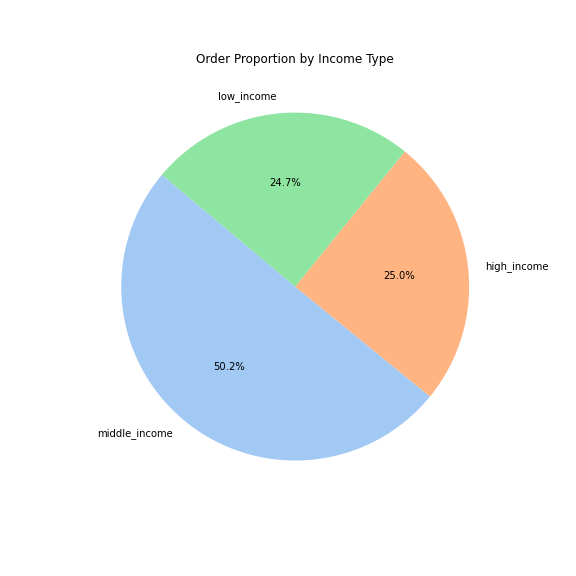 Order Proportion by Income Type
low_income
24.7%
high_income
25.0%
50.2%
middle_income